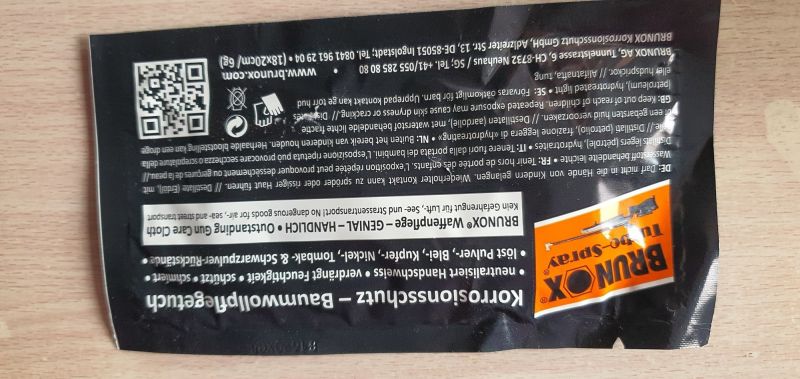 Korrosionsschutz – Baumwollpflegetuch
• neutralisiert Handschweiss • verdrängt Feuchtigkeit • schützt • schmiert •
• löst Pulver-, Blei-, Kupfer-, Nickel-, Tombak- & Schwarzpulver-Rückstände •
BRUNOX® Waffenpflege – GENIAL – HANDLICH • Outstanding Gun Care Cloth
Kein Gefahrengut für Luft-, See- und Strassentransport! No dangerous goods for air-, sea- and street transport
BRUNOX®
Turbo-Spray®
DE: Darf nicht in die Hände von Kindern gelangen. Wiederholter Kontakt kann zu spröder oder rissiger Haut führen. // Destillate (Erdöl), mit
Wasserstoff behandelte leichte • FR: Tenir hors de portée des enfants. L'exposition répétée peut provoquer dessèchement ou gerçures de la peau.//
Distillats légers (pétrole), hydrotraités • IT: Tenere fuori dalla portata dei bambini. L'esposizione ripetuta può provocare secchezza o screpolature della
// Distillati (petrolio), frazione leggera di hydrotreating • NL: Buiten het bereik van kinderen houden. Herhaalde blootstelling kan een droge
of een gebarsten huid veroorzaken. // Destillaten (aardolie), met waterstof behandelde lichte fractie
GB: Keep out of reach of children. Repeated exposure may cause skin dryness or cracking. //
(petroleum), hydrotreated light • SE: Förvaras oåtkomligt för barn. Upprepad kontakt kan ge torr hud
eller hudsprickor. //
www.brunox.com
BRUNOX AG, Tunnelstrasse 6, CH-8732 Neuhaus / SG; Tel. +41/055 285 80 80
BRUNOX Korrosionsschutz GmbH, Adlzreiter Str. 13, DE-85051 Ingolstadt; Tel. 0841 961 29 04 • (18x20cm/ 6g)